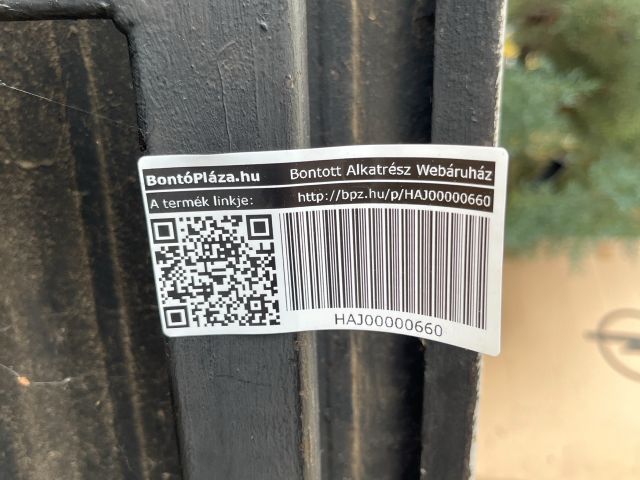 BontóPláza.hu Bontott Alkatrész Webáruház
A termék linkje: http://bpz.hu/p/HAJ00000660
HAJ00000660